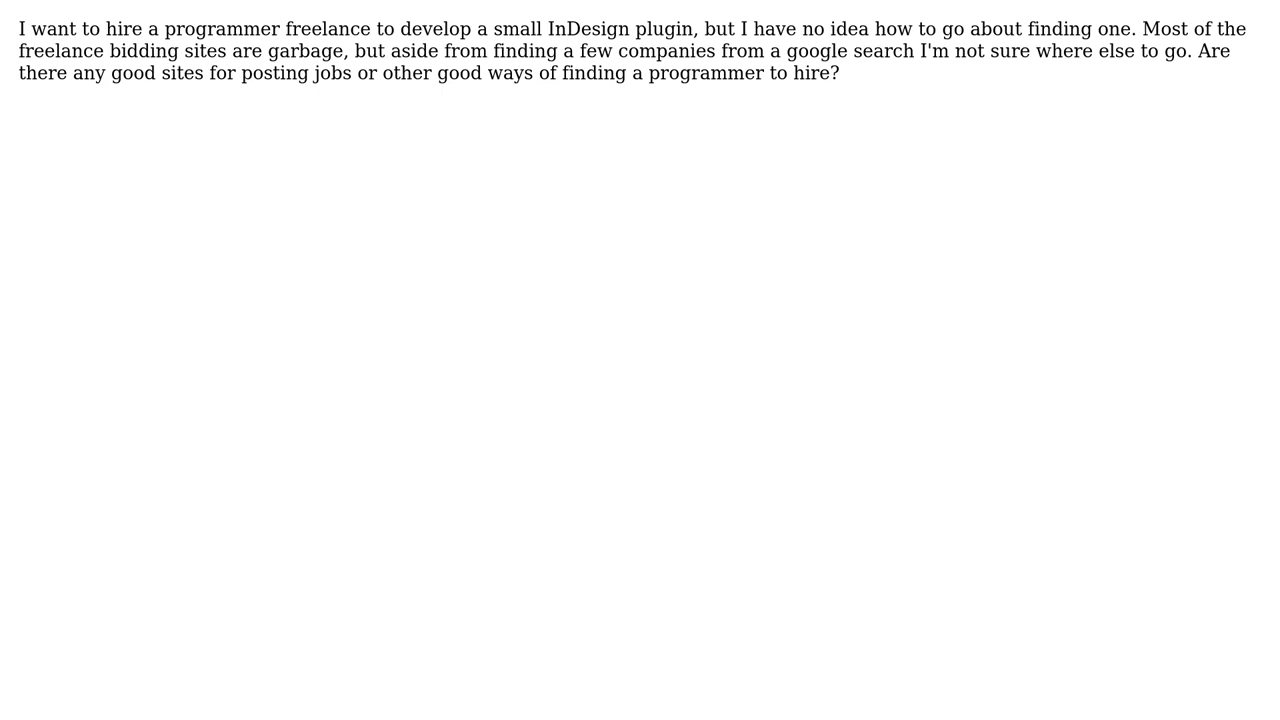 I want to hire a programmer freelance to develop a small InDesign plugin, but I have no idea how to go about finding one. Most of the
freelance bidding sites are garbage, but aside from finding a few companies from a google search I'm not sure where else to go. Are
there any good sites for posting jobs or other good ways of finding a programmer to hire?